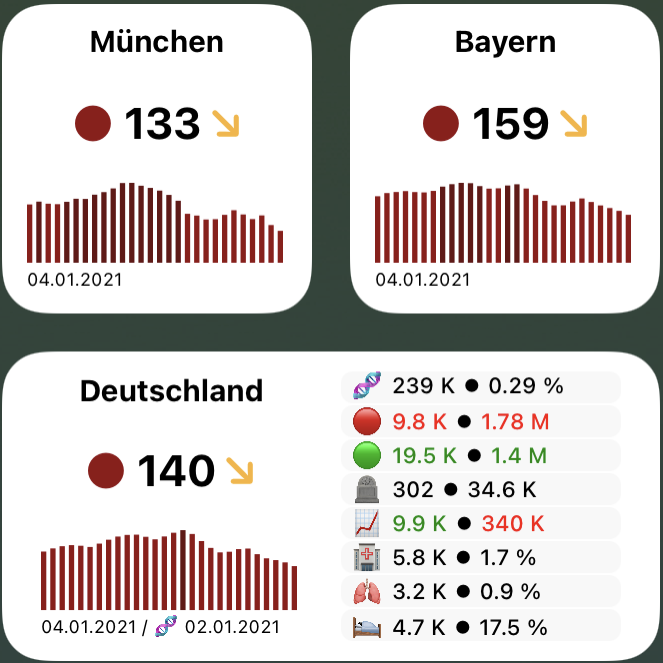 München
133
04.01.2021
Bayern
159
04.01.2021
Deutschland
140
04.01.2021 / 🧬 02.01.2021
239 K ● 0.29 %
9.8 K ● 1.78 M
19.5 K ● 1.4 M
302 ● 34.6 K
9.9 K ● 340 K
5.8 K ● 1.7 %
3.2 K ● 0.9 %
4.7 K ● 17.5 %